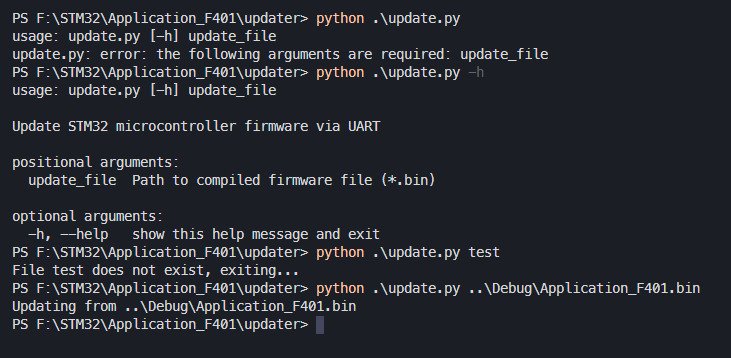 PS F:\STM32\Application_F401\updater> python .\update.py
usage: update.py [-h] update_file
update.py: error: the following arguments are required: update_file
PS F:\STM32\Application_F401\updater> python .\update.py -h
usage: update.py [-h] update_file
Update STM32 microcontroller firmware via UART
positional arguments:
  update_file  Path to compiled firmware file (*.bin)
optional arguments:
  -h, --help   show this help message and exit
PS F:\STM32\Application_F401\updater> python .\update.py test
File test does not exist, exiting...
PS F:\STM32\Application_F401\updater> python .\update.py ..\Debug\Application_F401.bin
Updating from ..\Debug\Application_F401.bin
PS F:\STM32\Application_F401\updater>